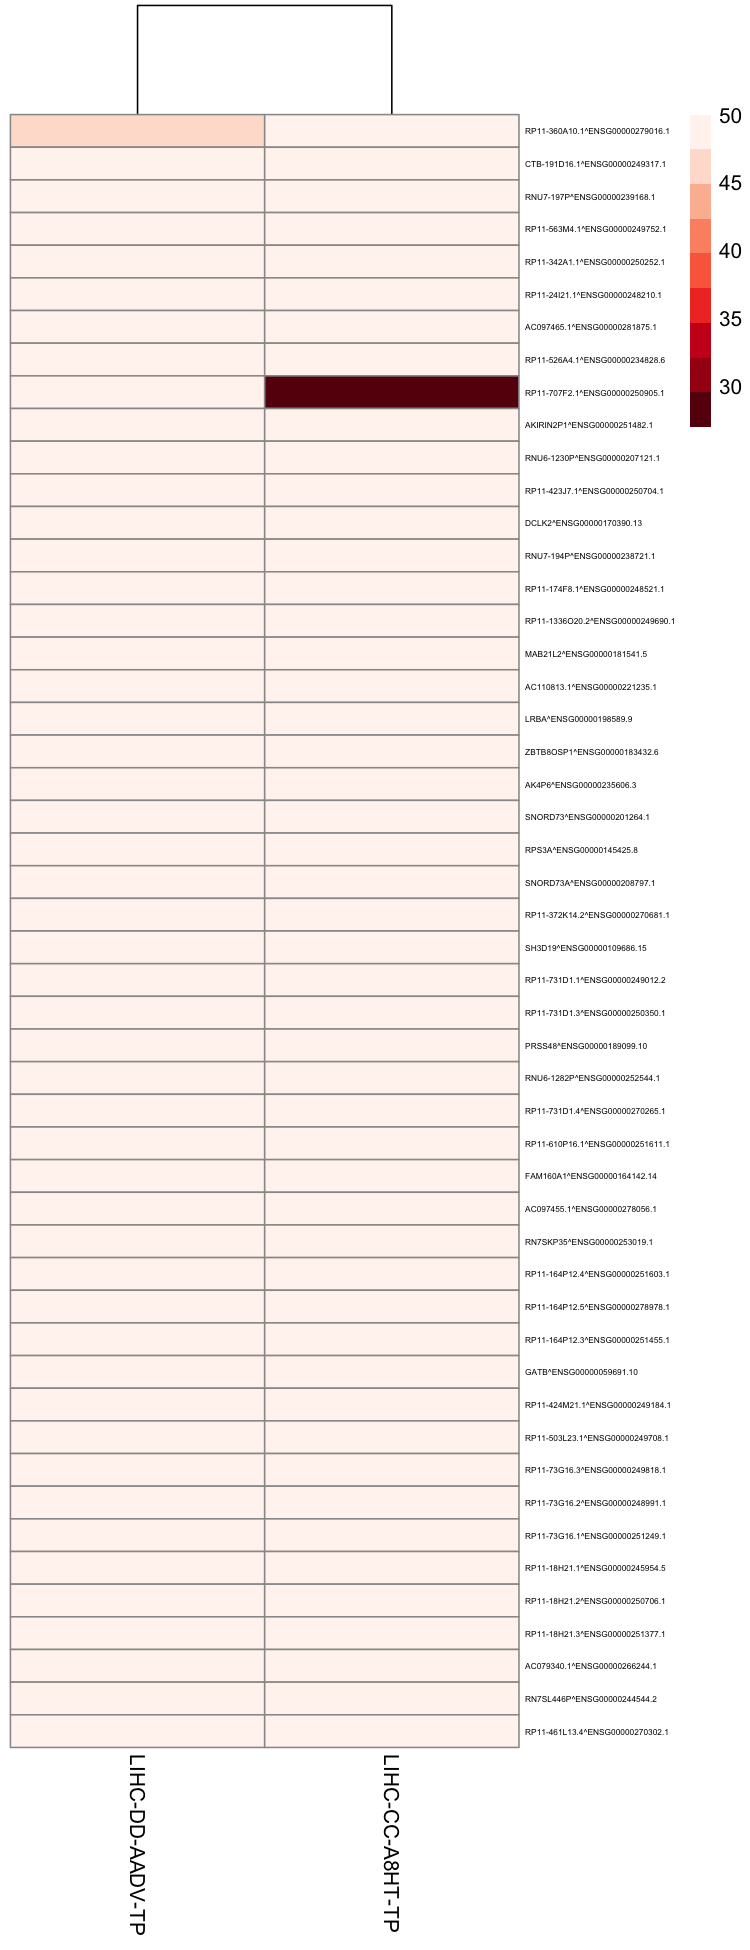 50
45
40
35
30
RP11-360A10.1^ENSG00000279016.1
CTB-191D16.1^ENSG00000249317.1
RNU7-197P^ENSG00000239168.1
RP11-563M4.1^ENSG00000249752.1
RP11-342A1.1^ENSG00000250252.1
RP11-24I21.1^ENSG00000248210.1
AC097465.1^ENSG00000281875.1
RP11-526A4.1^ENSG00000234828.6
RP11-707F2.1^ENSG00000250905.1
AKIRIN2P1^ENSG00000251482.1
RNU6-1230P^ENSG00000207121.1
RP11-423J7.1^ENSG00000250704.1
DCLK2^ENSG00000170390.13
RNU7-194P^ENSG00000238721.1
RP11-174F8.1^ENSG00000248521.1
RP11-1336O20.2^ENSG00000249690.1
MAB21L2^ENSG00000181541.5
AC110813.1^ENSG00000221235.1
LRBA^ENSG00000198589.9
ZBTB8OSP1^ENSG00000183432.6
AK4P6^ENSG00000235606.3
SNORD73^ENSG00000201264.1
RPS3A^ENSG00000145425.8
SNORD73A^ENSG00000208797.1
RP11-372K14.2^ENSG00000270681.1
SH3D19^ENSG00000109686.15
RP11-731D1.1^ENSG00000249012.2
RP11-731D1.3^ENSG00000250350.1
PRSS48^ENSG00000189099.10
RNU6-1282P^ENSG00000252544.1
RP11-731D1.4^ENSG00000270265.1
RP11-610P16.1^ENSG00000251611.1
FAM160A1^ENSG00000164142.14
AC097455.1^ENSG00000278056.1
RN7SKP35^ENSG00000253019.1
RP11-164P12.4^ENSG00000251603.1
RP11-164P12.5^ENSG00000278978.1
RP11-164P12.3^ENSG00000251455.1
GATB^ENSG00000059691.10
RP11-424M21.1^ENSG00000249184.1
RP11-503L23.1^ENSG00000249708.1
RP11-73G16.3^ENSG00000249818.1
RP11-73G16.2^ENSG00000248991.1
RP11-73G16.1^ENSG00000251249.1
RP11-18H21.1^ENSG00000245954.5
RP11-18H21.2^ENSG00000250706.1
RP11-18H21.3^ENSG00000251377.1
AC079340.1^ENSG00000266244.1
RN7SL446P^ENSG00000244544.2
RP11-461L13.4^ENSG00000270302.1
LIHC-DD-AADV-TP
LIHC-CC-A8HT-TP